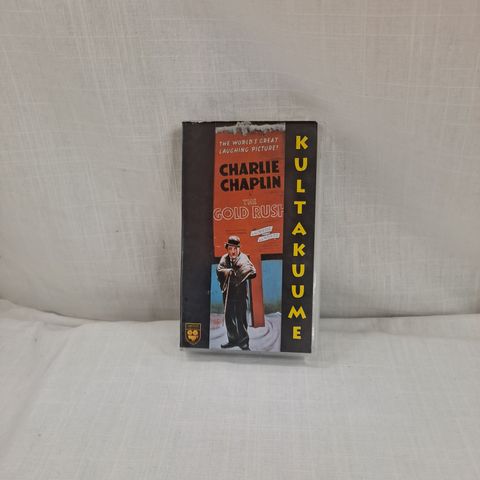 THE WORLD'S GREAT
LAUGHING PICTURE!
CHARLIE
CHAPLIN
THE
GOLD RUSH
KULTAKUUME